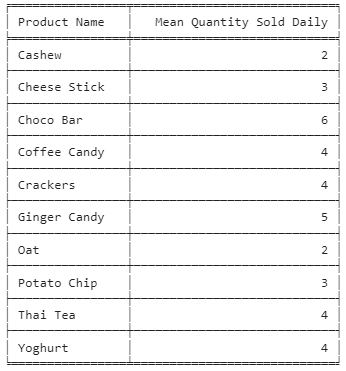 Product Name Mean Quantity Sold Daily
Cashew 2
Cheese Stick 3
Choco Bar 6
Coffee Candy 4
Crackers 4
Ginger Candy 5
Oat 2
Potato Chip 3
Thai Tea 4
Yoghurt 4